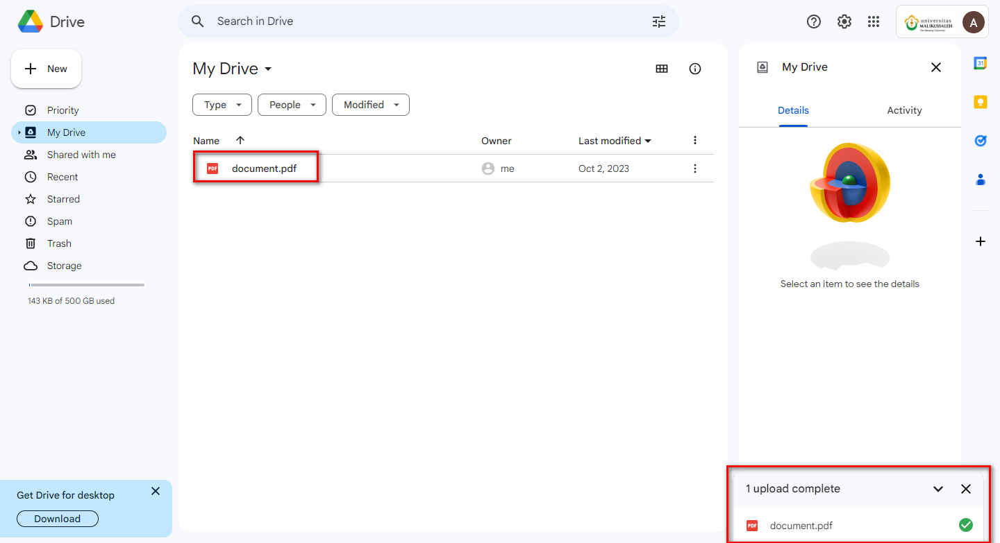 Drive
Search in Drive
universitas
MALIKUSSALEH
A
New
Priority
My Drive
Shared with me
Recent
Starred
Spam
Trash
Storage
143 KB of 500 GB used
Get Drive for desktop
Download
My Drive
Type
People
Modified
Name
Owner
Last modified
PDF
document.pdf
me
Oct 2, 2023
My Drive
Details
Activity
Select an item to see the details
31
1 upload complete
PDF
document.pdf